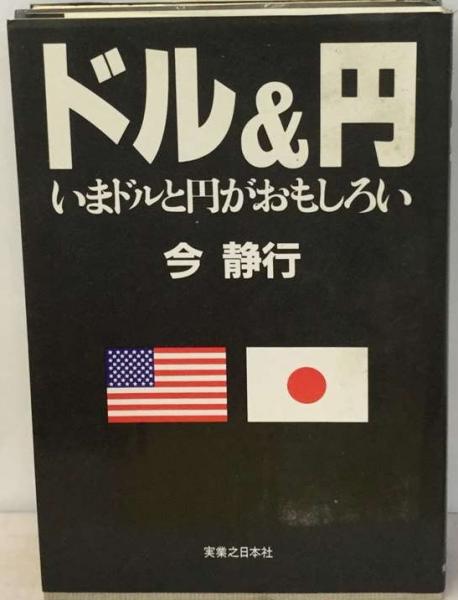 ドル&円
いまドルと円がおもしろい
今 静行
実業之日本社